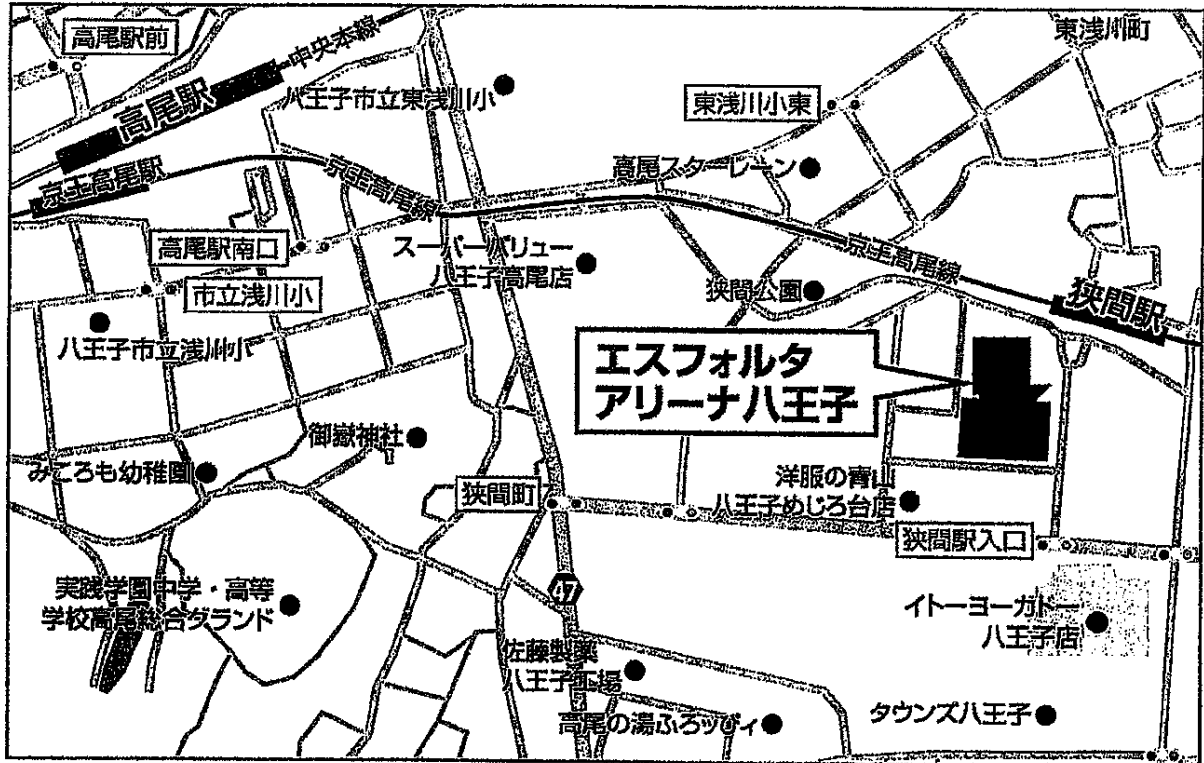 高尾駅前
中央本線
東浅川町
高尾駅
八王子市立東浅川小
東浅川小東
京王高尾駅
京王高尾線
高尾スターレーン
高尾駅南口
スーパーバリュー
八王子高尾店
京王高尾線
市立浅川小
狭間公園
狭間駅
八王子市立浅川小
エスフォルタ
アリーナ八王子
御嶽神社
みころも幼稚園
狭間町
洋服の青山
八王子めじろ台店
狭間駅入口
47
実践学園中学・高等
学校高尾総合グランド
イトーヨーカドー
八王子店
佐藤製薬
八王子工場
高尾の湯ふろッぴィ
タウンズ八王子